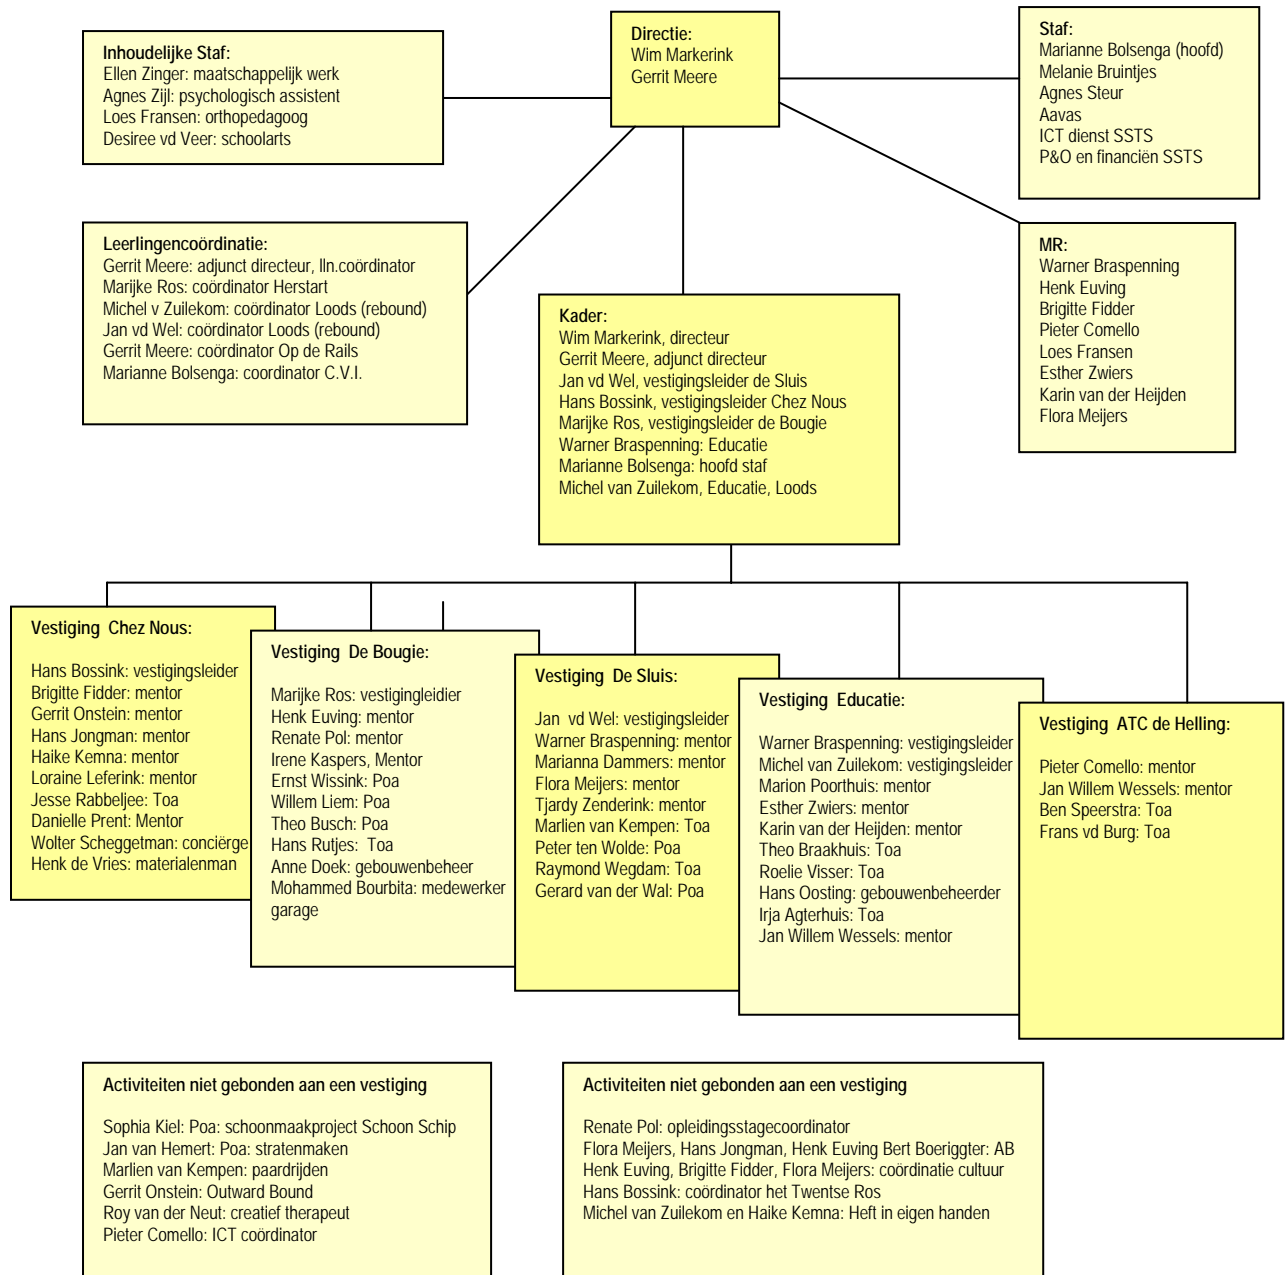 Directie:
Wim Markerink
Gerrit Meere
Inhoudelijke Staf:
Ellen Zinger: maatschappelijk werk
Agnes Zijl: psychologisch assistent
Loes Fransen: orthopedagoog
Desiree vd Veer: schoolarts
Staf:
Marianne Bolsenga (hoofd)
Melanie Bruintjes
Agnes Steur
Aavas
ICT dienst SSTS
P&O en financiën SSTS
Leerlingencoördinatie:
Gerrit Meere: adjunct directeur, lln.coördinator
Marijke Ros: coördinator Herstart
Michel v Zuilekom: coördinator Loods (rebound)
Jan vd Wel: coördinator Loods (rebound)
Gerrit Meere: coördinator Op de Rails
Marianne Bolsenga: coordinator C.V.I.
MR:
Warner Braspenning
Henk Euving
Brigitte Fidder
Pieter Comello
Loes Fransen
Esther Zwiers
Karin van der Heijden
Flora Meijers
Kader:
Wim Markerink, directeur
Gerrit Meere, adjunct directeur
Jan vd Wel, vestigingsleider de Sluis
Hans Bossink, vestigingsleider Chez Nous
Marijke Ros, vestigingsleider de Bougie
Warner Braspenning: Educatie
Marianne Bolsenga: hoofd staf
Michel van Zuilekom, Educatie, Loods
Vestiging Chez Nous:
Hans Bossink: vestigingsleider
Brigitte Fidder: mentor
Gerrit Onstein: mentor
Hans Jongman: mentor
Haike Kemna: mentor
Loraine Leferink: mentor
Jesse Rabbeljee: Toa
Danielle Prent: Mentor
Wolter Scheggetman: conciërge
Henk de Vries: materialenman
Vestiging De Bougie:
Marijke Ros: vestigingleidier
Henk Euving: mentor
Renate Pol: mentor
Irene Kaspers, Mentor
Ernst Wissink: Poa
Willem Liem: Poa
Theo Busch: Poa
Hans Rutjes: Toa
Anne Doek: gebouwenbeheer
Mohammed Bourbita: medewerker
garage
Vestiging De Sluis:
Jan vd Wel: vestigingsleider
Warner Braspenning: mentor
Marianna Dammers: mentor
Flora Meijers: mentor
Tjardy Zenderink: mentor
Marlien van Kempen: Toa
Peter ten Wolde: Poa
Raymond Wegdam: Toa
Gerard van der Wal: Poa
Vestiging Educatie:
Warner Braspenning: vestigingsleider
Michel van Zuilekom: vestigingsleider
Marion Poorthuis: mentor
Esther Zwiers: mentor
Karin van der Heijden: mentor
Theo Braakhuis: Toa
Roelie Visser: Toa
Hans Oosting: gebouwenbeheerder
Irja Agterhuis: Toa
Jan Willem Wessels: mentor
Vestiging ATC de Helling:
Pieter Comello: mentor
Jan Willem Wessels: mentor
Ben Speerstra: Toa
Frans vd Burg: Toa
Activiteiten niet gebonden aan een vestiging
Sophia Kiel: Poa: schoonmaakproject Schoon Schip
Jan van Hemert: Poa: stratenmaken
Marlien van Kempen: paardrijden
Gerrit Onstein: Outward Bound
Roy van der Neut: creatief therapeut
Pieter Comello: ICT coördinator
Activiteiten niet gebonden aan een vestiging
Renate Pol: opleidingsstagecoordinator
Flora Meijers, Hans Jongman, Henk Euving Bert Boeriggter: AB
Henk Euving, Brigitte Fidder, Flora Meijers: coördinatie cultuur
Hans Bossink: coördinator het Twentse Ros
Michel van Zuilekom en Haike Kemna: Heft in eigen handen